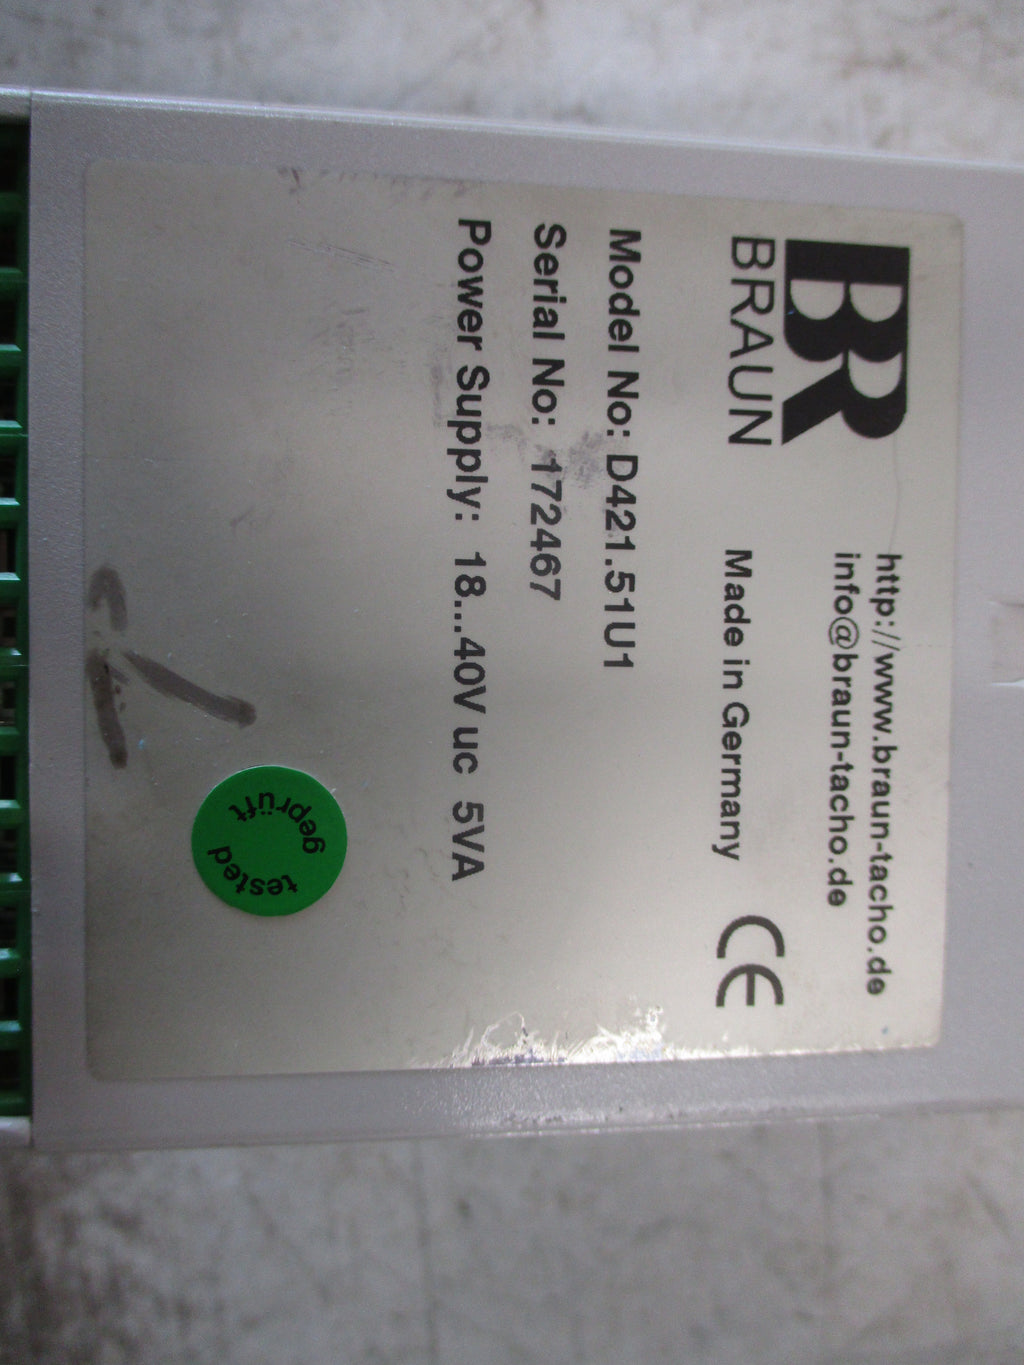 BR
BRAUN
http://www.braun-tacho.de
info@braun-tacho.de
Made in Germany CE
Model No: D421.51U1
Serial No: 172467
Power Supply: 18...40V uc 5VA
geprüft
tested